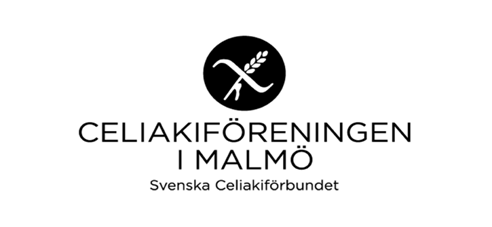 CELIAKIFÖRENINGEN
I MALMÖ
Svenska Celiakiförbundet